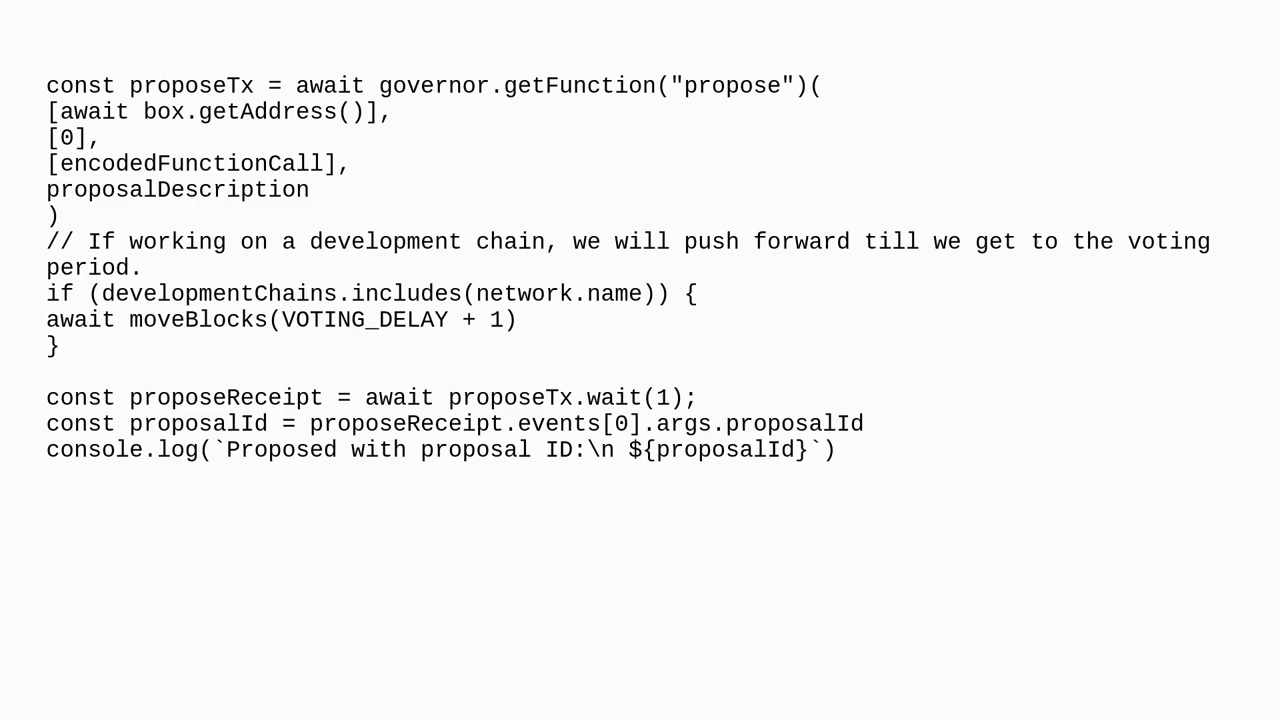 const proposeTx = await governor.getFunction("propose")(
[await box.getAddress()],
[0],
[encodedFunctionCall],
proposalDescription
)
// If working on a development chain, we will push forward till we get to the voting
period.
if (developmentChains.includes(network.name)) {
await moveBlocks(VOTING_DELAY + 1)
}

const proposeReceipt = await proposeTx.wait(1);
const proposalId = proposeReceipt.events[0].args.proposalId
console.log(`Proposed with proposal ID:\n ${proposalId}`)